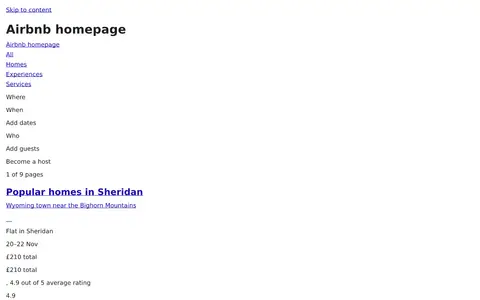 Skip to content
Airbnb homepage
Airbnb homepage
All
Homes
Experiences
Services
Where
When
Add dates
Who
Add guests
Become a host
1 of 9 pages
Popular homes in Sheridan
Wyoming town near the Bighorn Mountains
Flat in Sheridan
20–22 Nov
£210 total
£210 total
, 4.9 out of 5 average rating
4.9